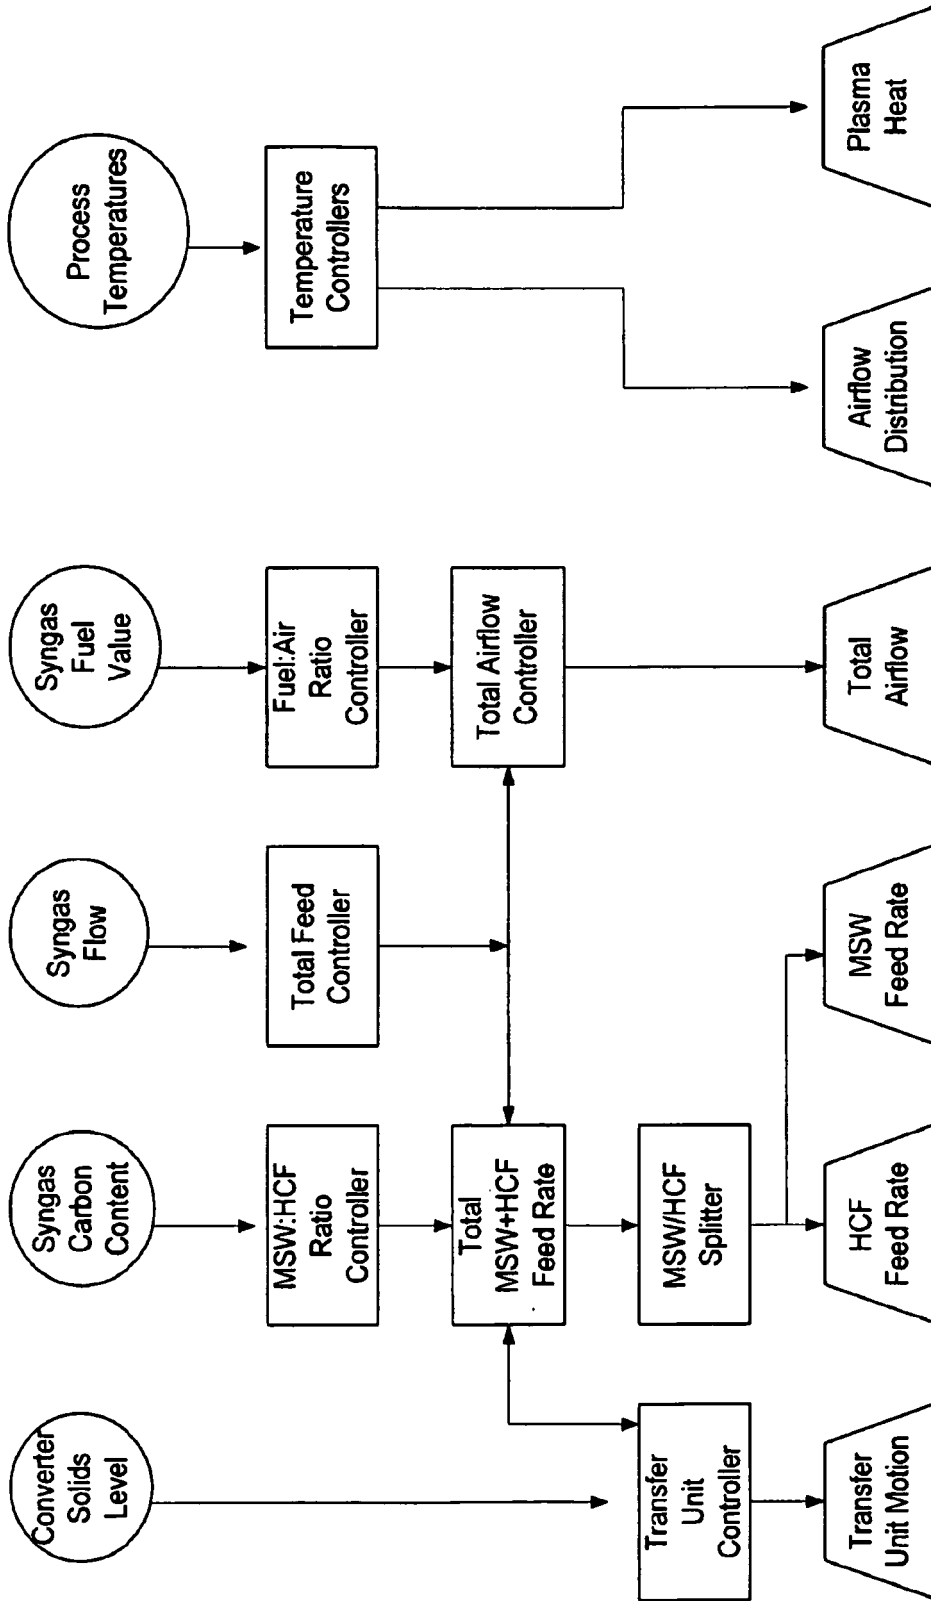 Converter
Solids
Level
Syngas
Carbon
Content
Syngas
Flow
Syngas
Fuel
Value
Process
Temperatures
MSW:HCF
Ratio
Controller
Total Feed
Controller
Fuel:Air
Ratio
Controller
Temperature
Controllers
Total
MSW+HCF
Feed Rate
Total Airflow
Controller
Transfer
Unit
Controller
MSW/HCF
Splitter
Transfer
Unit Motion
HCF
Feed Rate
MSW
Feed Rate
Total
Airflow
Airflow
Distribution
Plasma
Heat